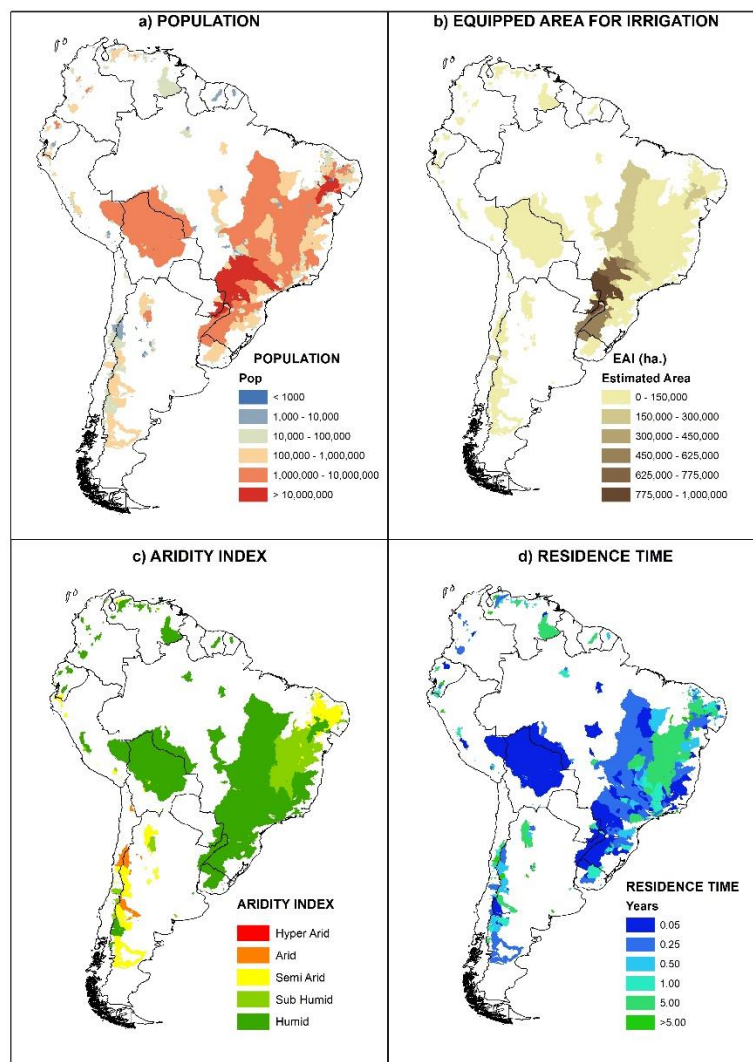 a) POPULATION
POPULATION
Pop
< 1000
1,000 - 10,000
10,000 - 100,000
100,000 - 1,000,000
1,000,000 - 10,000,000
> 10,000,000
b) EQUIPPED AREA FOR IRRIGATION
EAI (ha.)
Estimated Area
0 - 150,000
150,000 - 300,000
300,000 - 450,000
450,000 - 625,000
625,000 - 775,000
775,000 - 1,000,000
c) ARIDITY INDEX
ARIDITY INDEX
Hyper Arid
Arid
Semi Arid
Sub Humid
Humid
d) RESIDENCE TIME
RESIDENCE TIME
Years
0.05
0.25
0.50
1.00
5.00
>5.00